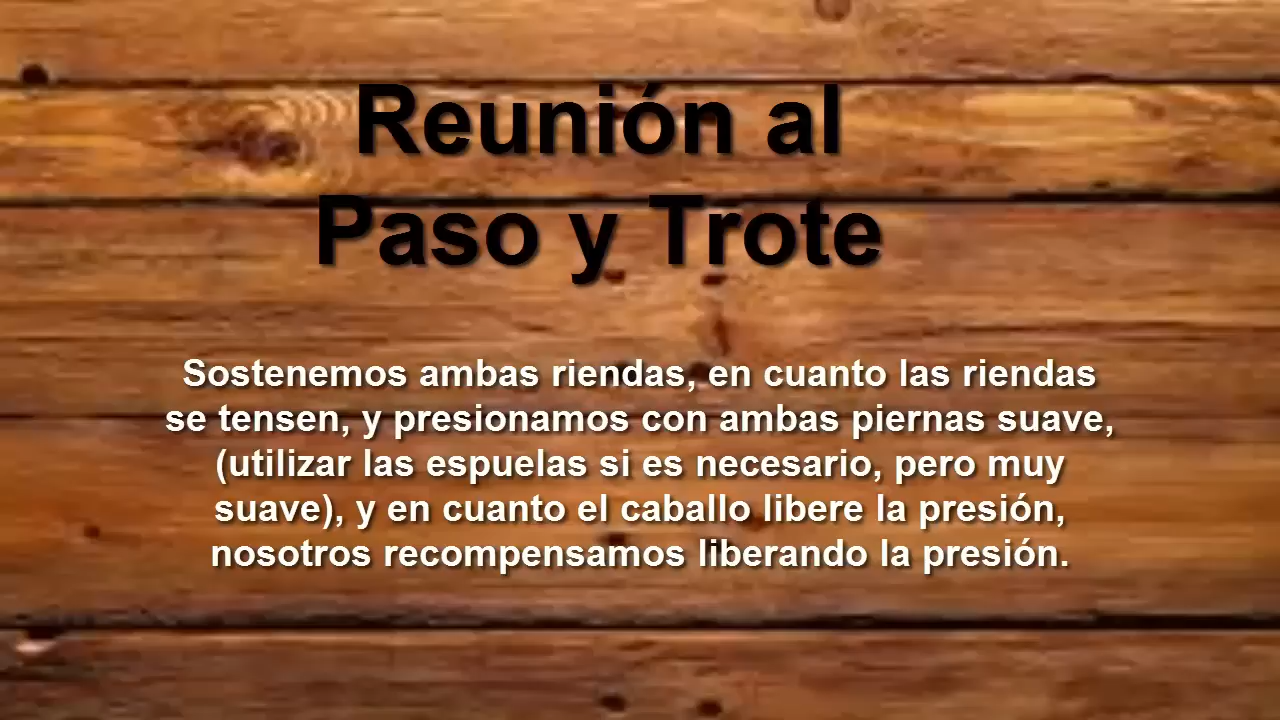 Reunión al
Paso y Trote
Sostenemos ambas riendas, en cuanto las riendas
se tensen, y presionamos con ambas piernas suave,
(utilizar las espuelas si es necesario, pero muy
suave), y en cuanto el caballo libere la presión,
nosotros recompensamos liberando la presión.